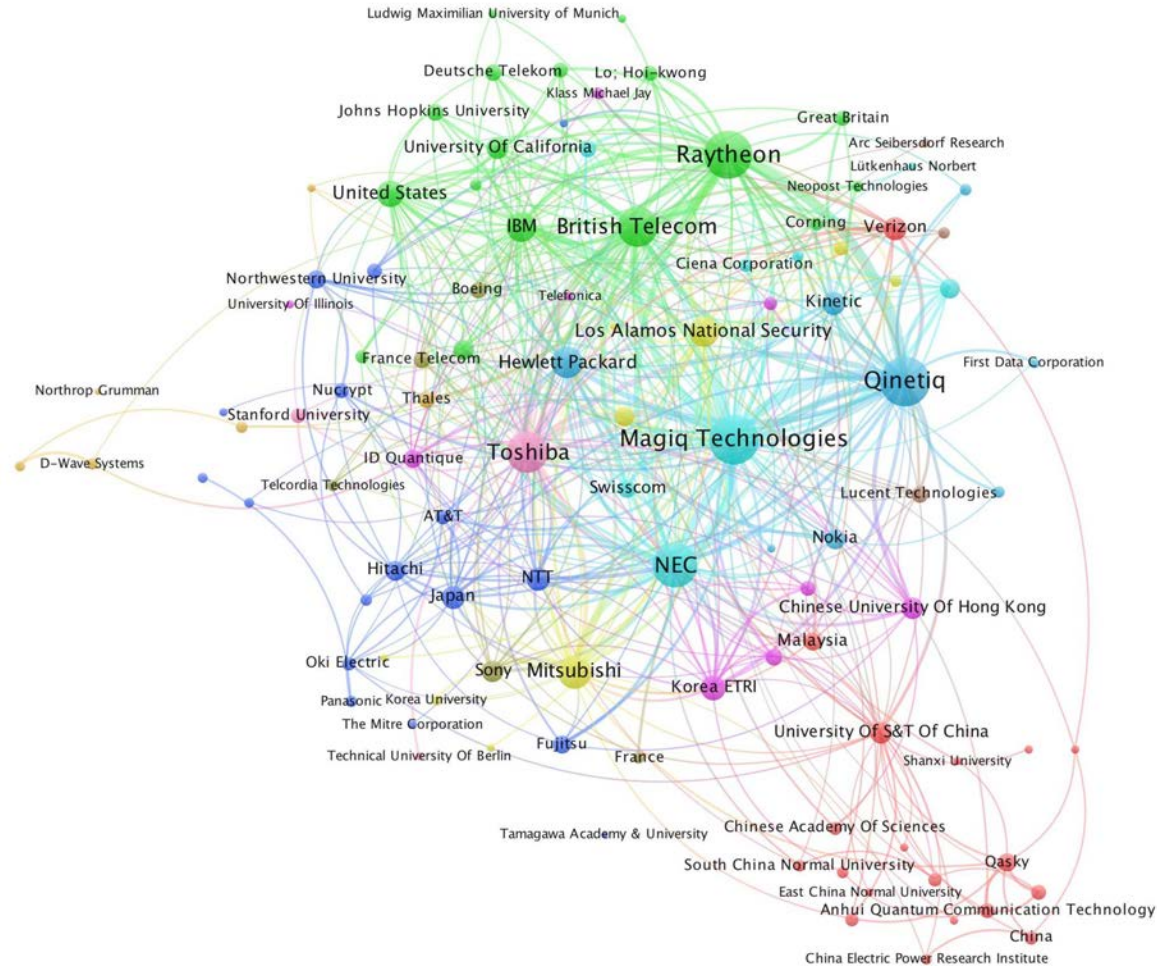 Ludwig Maximilian University of Munich
Deutsche Telekom
Lo; Hoi-kwong
Klass Michael Jay
Johns Hopkins University
Great Britain
University Of California
Arc Seibersdorf Research
Raytheon
Lütkenhaus Norbert
Neopost Technologies
United States
IBM
British Telecom
Corning
Verizon
Ciena Corporation
Northwestern University
Boeing
Telefonica
University Of Illinois
Kinetic
Los Alamos National Security
France Telecom
Hewlett Packard
First Data Corporation
Qinetiq
Northrop Grumman
Nucrypt
Thales
Stanford University
Magiq Technologies
Toshiba
ID Quantique
D-Wave Systems
Telcordia Technologies
Swisscom
Lucent Technologies
AT&T
Nokia
Hitachi
NTT
NEC
Japan
Chinese University Of Hong Kong
Malaysia
Oki Electric
Sony
Mitsubishi
Korea ETRI
Panasonic
Korea University
The Mitre Corporation
University Of S&T Of China
Fujitsu
Technical University Of Berlin
France
Shanxi University
Chinese Academy Of Sciences
Tamagawa Academy & University
South China Normal University
Qasky
East China Normal University
Anhui Quantum Communication Technology
China
China Electric Power Research Institute